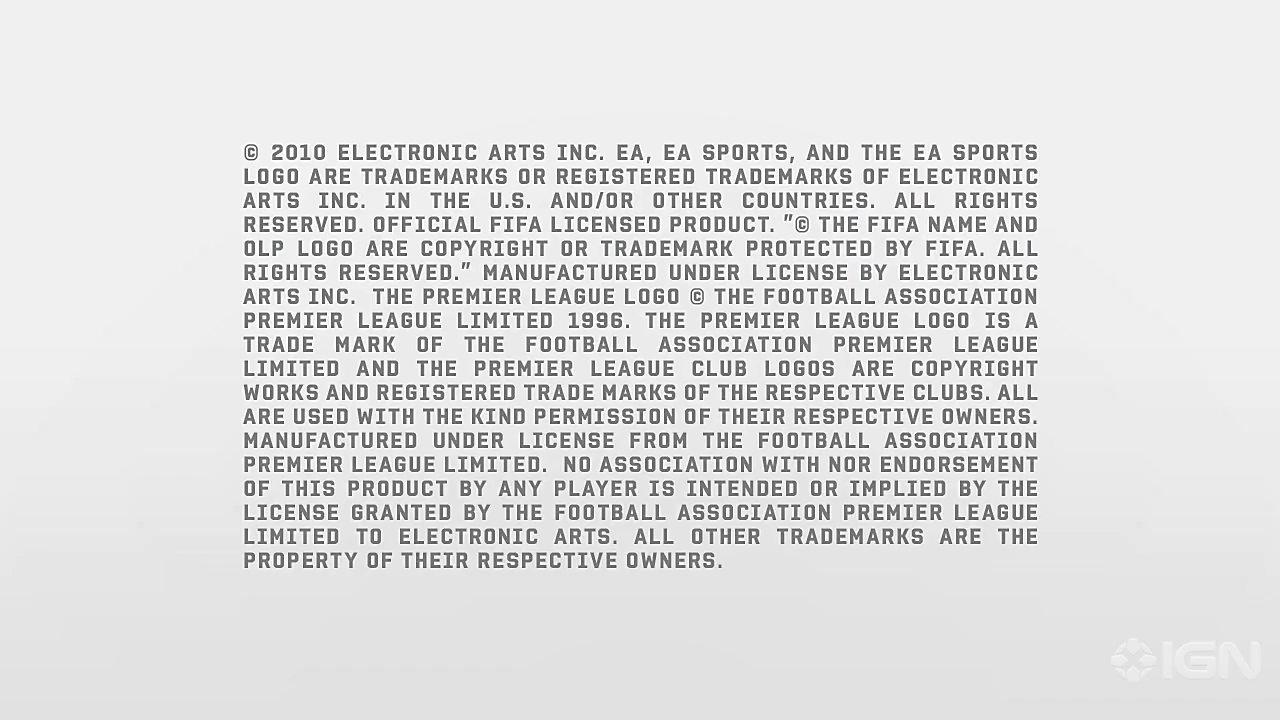 © 2010 ELECTRONIC ARTS INC. EA, EA SPORTS, AND THE EA SPORTS
LOGO ARE TRADEMARKS OR REGISTERED TRADEMARKS OF ELECTRONIC
ARTS INC. IN THE U.S. AND/OR OTHER COUNTRIES. ALL RIGHTS
RESERVED. OFFICIAL FIFA LICENSED PRODUCT. "© THE FIFA NAME AND
OLP LOGO ARE COPYRIGHT OR TRADEMARK PROTECTED BY FIFA. ALL
RIGHTS RESERVED." MANUFACTURED UNDER LICENSE BY ELECTRONIC
ARTS INC. THE PREMIER LEAGUE LOGO © THE FOOTBALL ASSOCIATION
PREMIER LEAGUE LIMITED 1996. THE PREMIER LEAGUE LOGO IS A
TRADE MARK OF THE FOOTBALL ASSOCIATION PREMIER LEAGUE
LIMITED AND THE PREMIER LEAGUE CLUB LOGOS ARE COPYRIGHT
WORKS AND REGISTERED TRADE MARKS OF THE RESPECTIVE CLUBS. ALL
ARE USED WITH THE KIND PERMISSION OF THEIR RESPECTIVE OWNERS.
MANUFACTURED UNDER LICENSE FROM THE FOOTBALL ASSOCIATION
PREMIER LEAGUE LIMITED. NO ASSOCIATION WITH NOR ENDORSEMENT
OF THIS PRODUCT BY ANY PLAYER IS INTENDED OR IMPLIED BY THE
LICENSE GRANTED BY THE FOOTBALL ASSOCIATION PREMIER LEAGUE
LIMITED TO ELECTRONIC ARTS. ALL OTHER TRADEMARKS ARE THE
PROPERTY OF THEIR RESPECTIVE OWNERS.
IGN